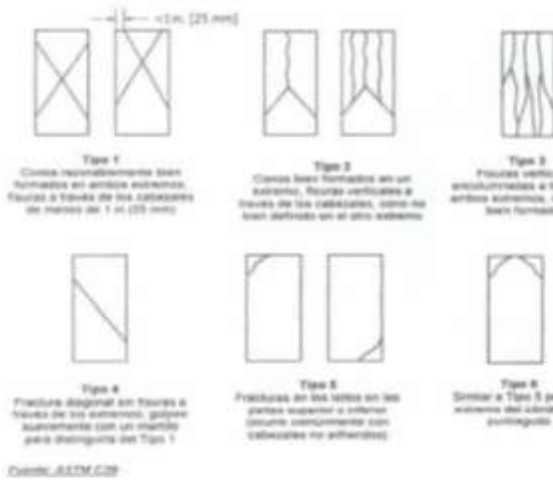 <1 in. [25 mm]
Tipo 1
Conos razonablemente bien
formados en ambos extremos,
fisuras a través de los cabezales
de menos de 1 in (25 mm)
Tipo 2
Conos bien formados en un
extremo, fisuras verticales a
través de los cabezales, cono no
bien definido en el otro extremo
Tipo 3
Fisuras
encolumnadas a
ambos extremos,
bien
Tipo 4
Fractura diagonal sin fisuras a
través de los extremos, golpee
suavemente con un martillo
para distinguirla del Tipo 1
Tipo 5
Fracturas en los lados en las
partes superior o inferior
(ocurre comúnmente con
cabezales no adheridos)
Tipo 6
Similar a Tipo 5
extremo del
puntiagudo
Fuente: ASTM